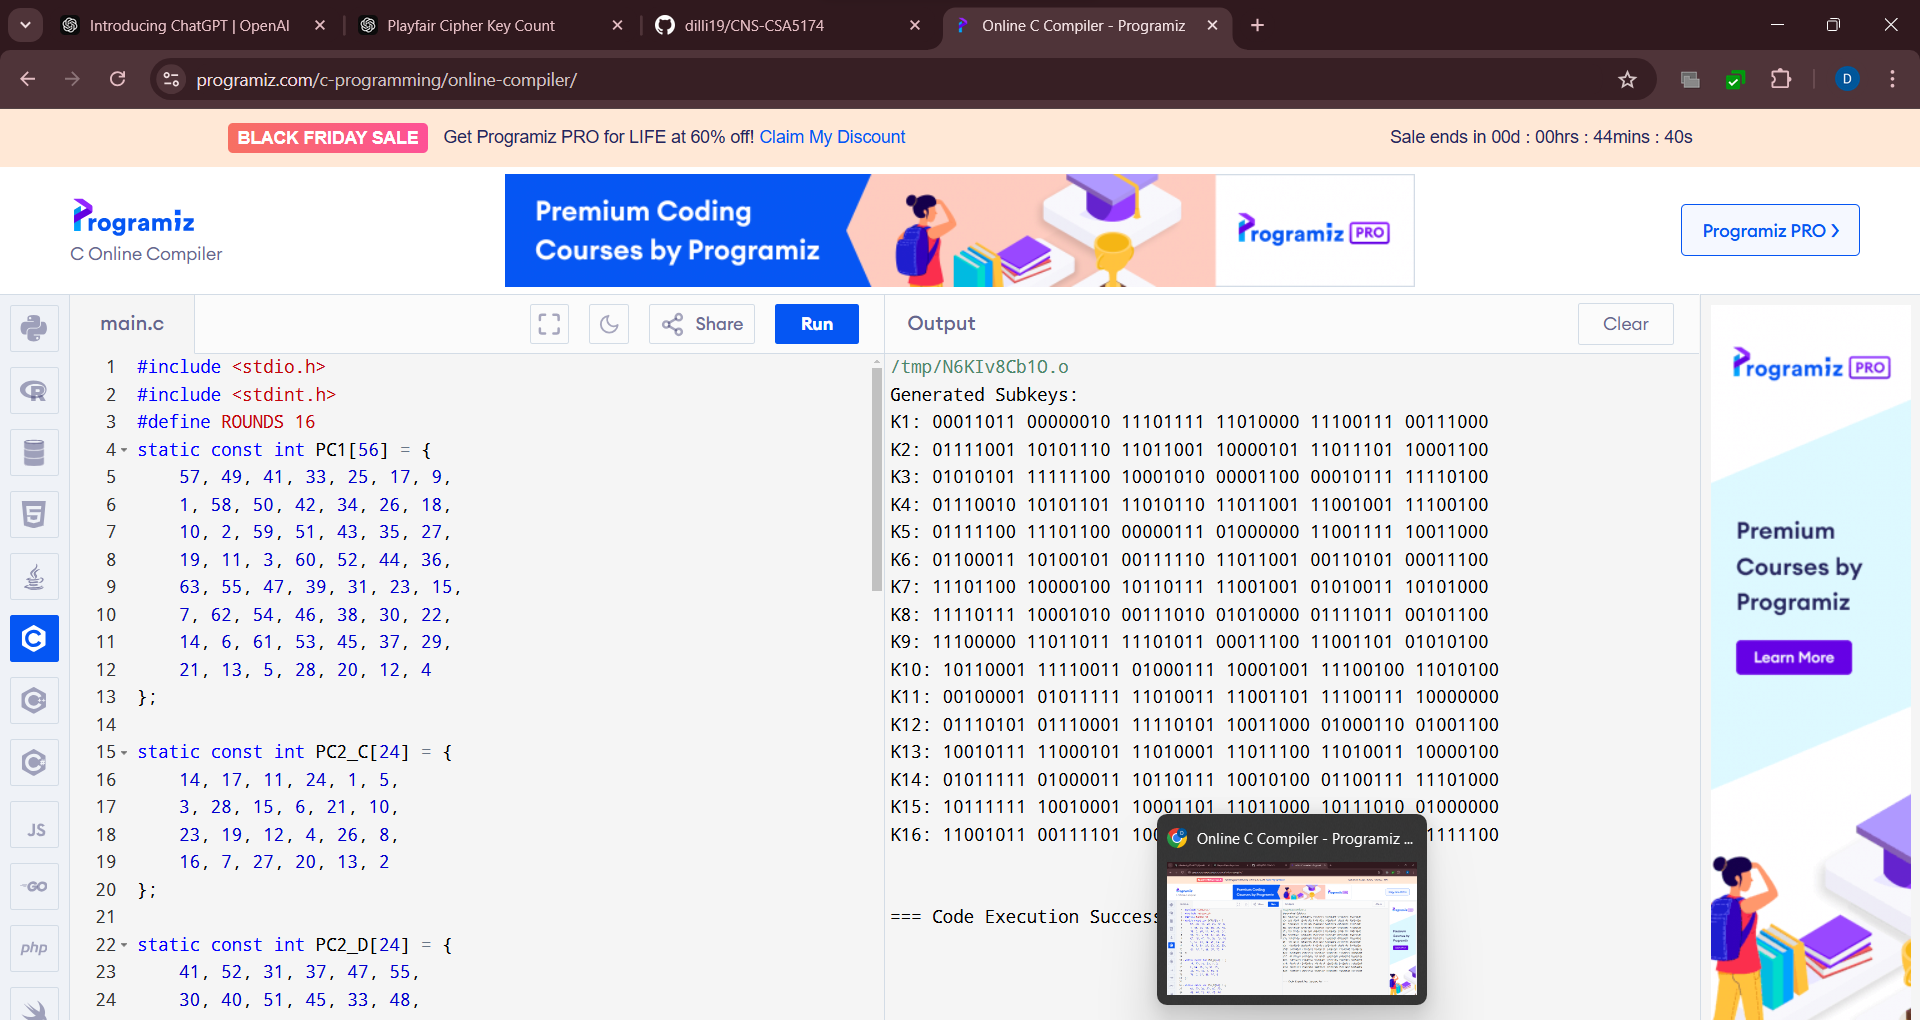 Introducing ChatGPT | OpenAI
Playfair Cipher Key Count
dilli19/CNS-CSA5174
Online C Compiler - Programiz
programiz.com/c-programming/online-compiler/
D
BLACK FRIDAY SALE Get Programiz PRO for LIFE at 60% off! Claim My Discount
Sale ends in 00d : 00hrs : 44mins : 40s
Programiz
C Online Compiler
Premium Coding
Courses by Programiz
Programiz PRO
Programiz PRO
main.c
Share
Run
Output
Clear
1 #include <stdio.h>
2 #include <stdint.h>
3 #define ROUNDS 16
4 static const int PC1[56] = {
5 57, 49, 41, 33, 25, 17, 9,
6 1, 58, 50, 42, 34, 26, 18,
7 10, 2, 59, 51, 43, 35, 27,
8 19, 11, 3, 60, 52, 44, 36,
9 63, 55, 47, 39, 31, 23, 15,
10 7, 62, 54, 46, 38, 30, 22,
11 14, 6, 61, 53, 45, 37, 29,
12 21, 13, 5, 28, 20, 12, 4
13 };
14
15 static const int PC2_C[24] = {
16 14, 17, 11, 24, 1, 5,
17 3, 28, 15, 6, 21, 10,
18 23, 19, 12, 4, 26, 8,
19 16, 7, 27, 20, 13, 2
20 };
21
22 static const int PC2_D[24] = {
23 41, 52, 31, 37, 47, 55,
24 30, 40, 51, 45, 33, 48,
/tmp/N6KIv8Cb1O.o
Generated Subkeys:
K1: 00011011 00000010 11101111 11010000 11100111 00111000
K2: 01111001 10101110 11011001 10000101 11011101 10001100
K3: 01010101 11111100 10001010 00001100 00010111 11110100
K4: 01110010 10101101 11010110 11011001 11001001 11100100
K5: 01111100 11101100 00000111 01000000 11001111 10011000
K6: 01100011 10100101 00111110 11011001 00110101 00011100
K7: 11101100 10000100 10110111 11001001 01010011 10101000
K8: 11110111 10001010 00111010 01010000 01111011 00101100
K9: 11100000 11011011 11101011 00011100 11001101 01010100
K10: 10110001 11110011 01000111 10001001 11100100 11010100
K11: 00100001 01011111 11010011 11001101 11100111 10000000
K12: 01110101 01110001 11110101 10011000 01000110 01001100
K13: 10010111 11000101 11010001 11011100 11010011 10000100
K14: 01011111 01000011 10110111 10010100 01100111 11101000
K15: 10111111 10010001 10001101 11011000 10111010 01000000
K16: 11001011 00111101 10 1111100
=== Code Execution Success
Online C Compiler - Programiz ...
Programiz PRO
Premium
Courses by
Programiz
Learn More
JS
GO
php